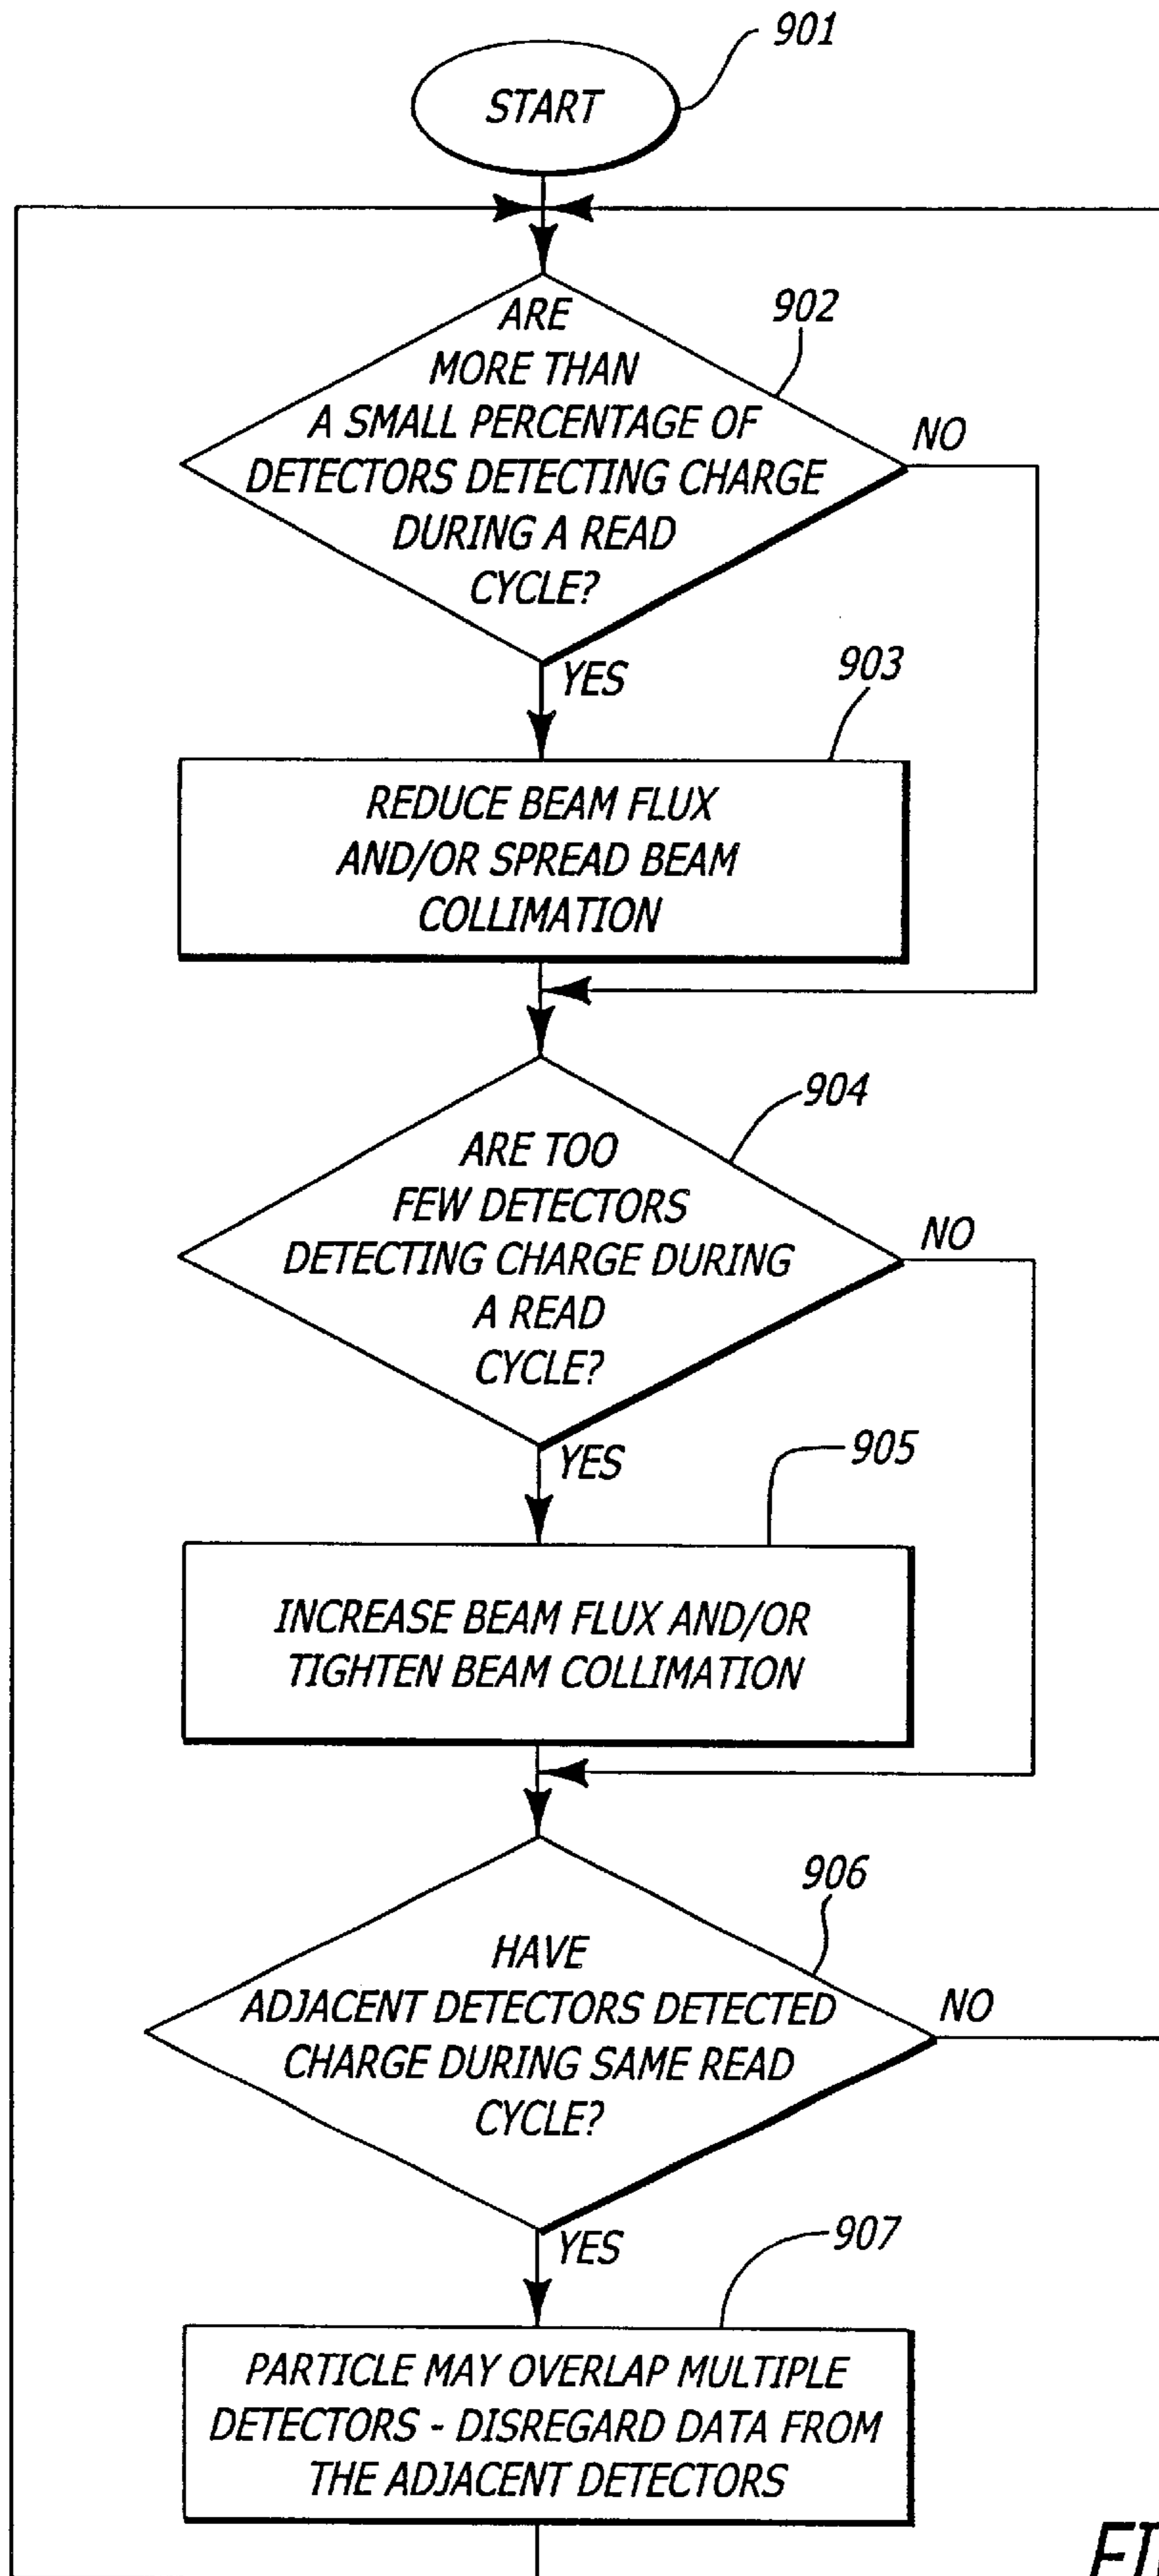 901
START
902
ARE
MORE THAN
A SMALL PERCENTAGE OF
DETECTORS DETECTING CHARGE
DURING A READ
CYCLE?
NO
YES
903
REDUCE BEAM FLUX
AND/OR SPREAD BEAM
COLLIMATION
904
ARE TOO
FEW DETECTORS
DETECTING CHARGE DURING
A READ
CYCLE?
NO
YES
905
INCREASE BEAM FLUX AND/OR
TIGHTEN BEAM COLLIMATION
906
HAVE
ADJACENT DETECTORS DETECTED
CHARGE DURING SAME READ
CYCLE?
NO
YES
907
PARTICLE MAY OVERLAP MULTIPLE
DETECTORS - DISREGARD DATA FROM
THE ADJACENT DETECTORS